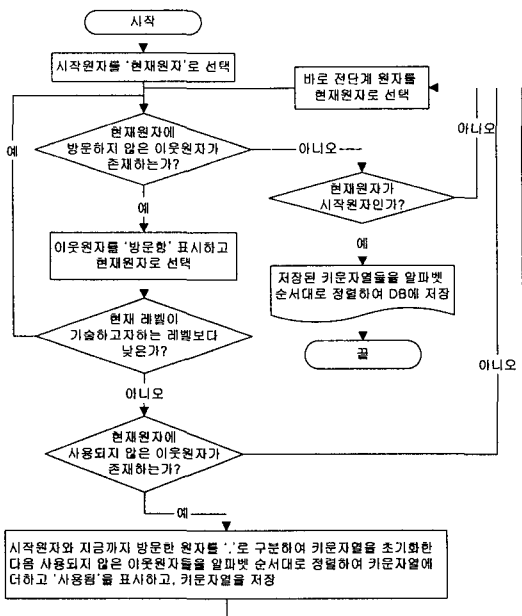 시작
시작원자를 '현재원자'로 선택
바로 전단계 원자를
현재원자로 선택
현재원자에
방문하지 않은 이웃원자가
존재하는가?
예
아니오
아니오
현재원자가
시작원자인가?
예
예
이웃원자를 '방문함' 표시하고
현재원자로 선택
저장된 키문자열들을 알파벳
순서대로 정렬하여 DB에 저장
현재 레벨이
기술하고자하는 레벨보다
낮은가?
끝
아니오
아니오
현재원자에
사용되지 않은 이웃원자가
존재하는가?
예
시작원자와 지금까지 방문한 원자를 '.'로 구분하여 키문자열을 초기화한
다음 사용되지 않은 이웃원자들을 알파벳 순서대로 정렬하여 키문자열에
더하고 '사용됨'을 표시하고, 키문자열을 저장